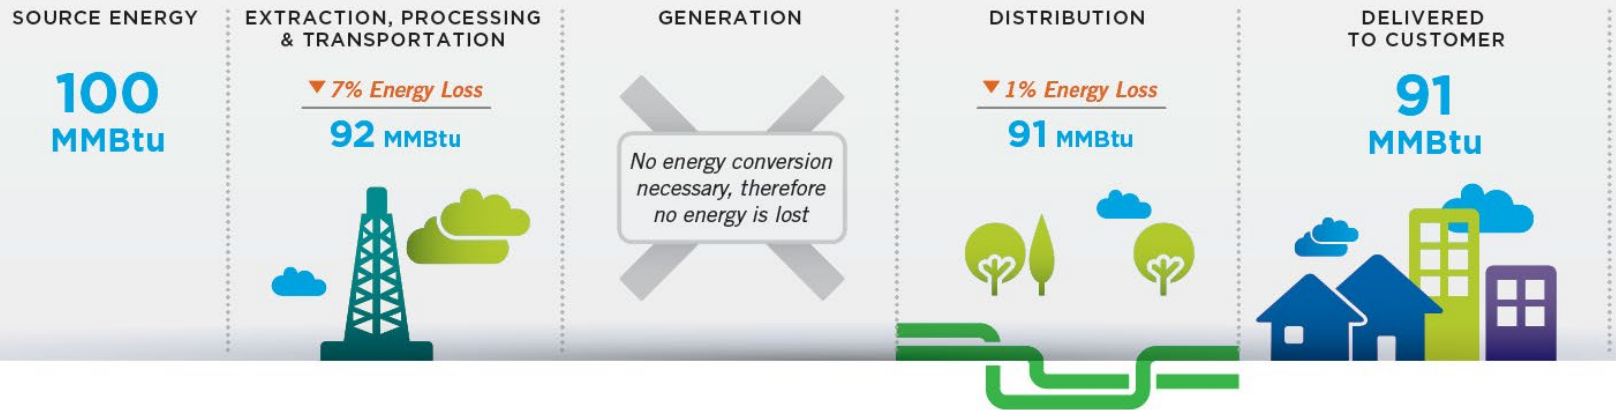 SOURCE ENERGY
100
MMBtu
EXTRACTION, PROCESSING
& TRANSPORTATION
▼ 7% Energy Loss
92 MMBtu
GENERATION
No energy conversion
necessary, therefore
no energy is lost
DISTRIBUTION
▼ 1% Energy Loss
91 MMBtu
DELIVERED
TO CUSTOMER
91
MMBtu